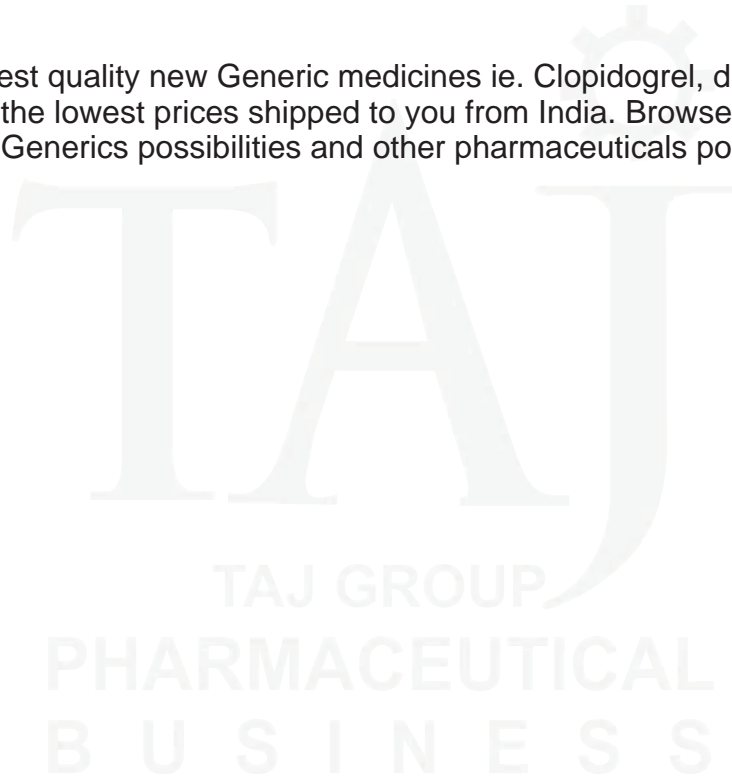 est quality new Generic medicines ie. Clopidogrel, d
the lowest prices shipped to you from India. Browse
Generics possibilities and other pharmaceuticals po
TAJ
TAJ GROUP
PHARMACEUTICAL
BUSINESS